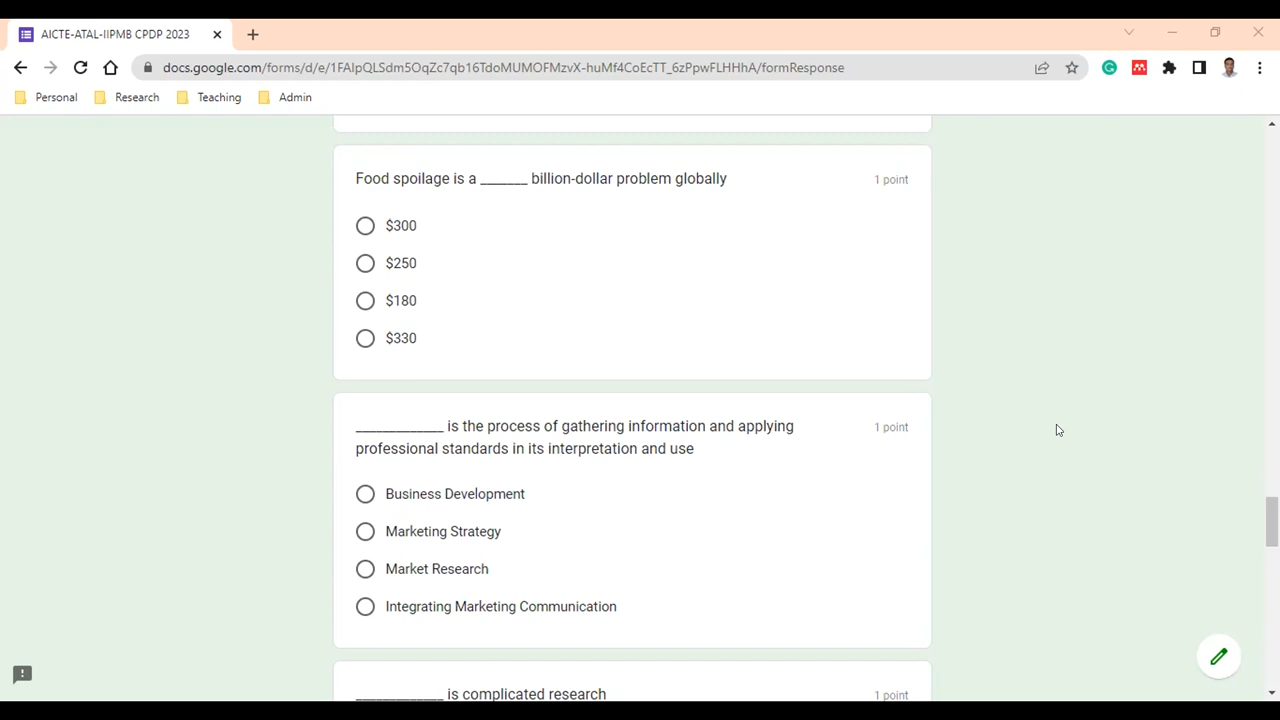 AICTE-ATAL-IIPMB CPDP 2023
docs.google.com/forms/d/e/1FAIpQLSdm5OqZc7qb16TdoMUMOFMzvX-huMf4CoEcTT_6zPpwFLHHhA/formResponse
Personal Research Teaching Admin
Food spoilage is a _______ billion-dollar problem globally 1 point
$300
$250
$180
$330
_____________ is the process of gathering information and applying 1 point
professional standards in its interpretation and use
Business Development
Marketing Strategy
Market Research
Integrating Marketing Communication
_____________ is complicated research 1 point